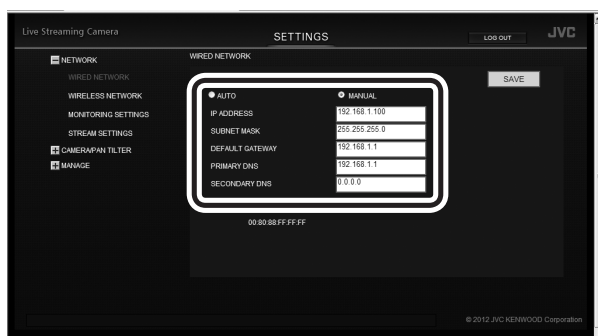 Live Streaming Camera
SETTINGS
LOG OUT
JVC
NETWORK
WIRED NETWORK
WIRED NETWORK
SAVE
WIRELESS NETWORK
AUTO MANUAL
MONITORING SETTINGS
IP ADDRESS 192.168.1.100
STREAM SETTINGS
SUBNET MASK 255.255.255.0
CAMERA/PAN TILTER
DEFAULT GATEWAY 192.168.1.1
MANAGE
PRIMARY DNS 192.168.1.1
SECONDARY DNS 0.0.0.0
00:80:88:FF:FF:FF
© 2012 JVC KENWOOD Corporation